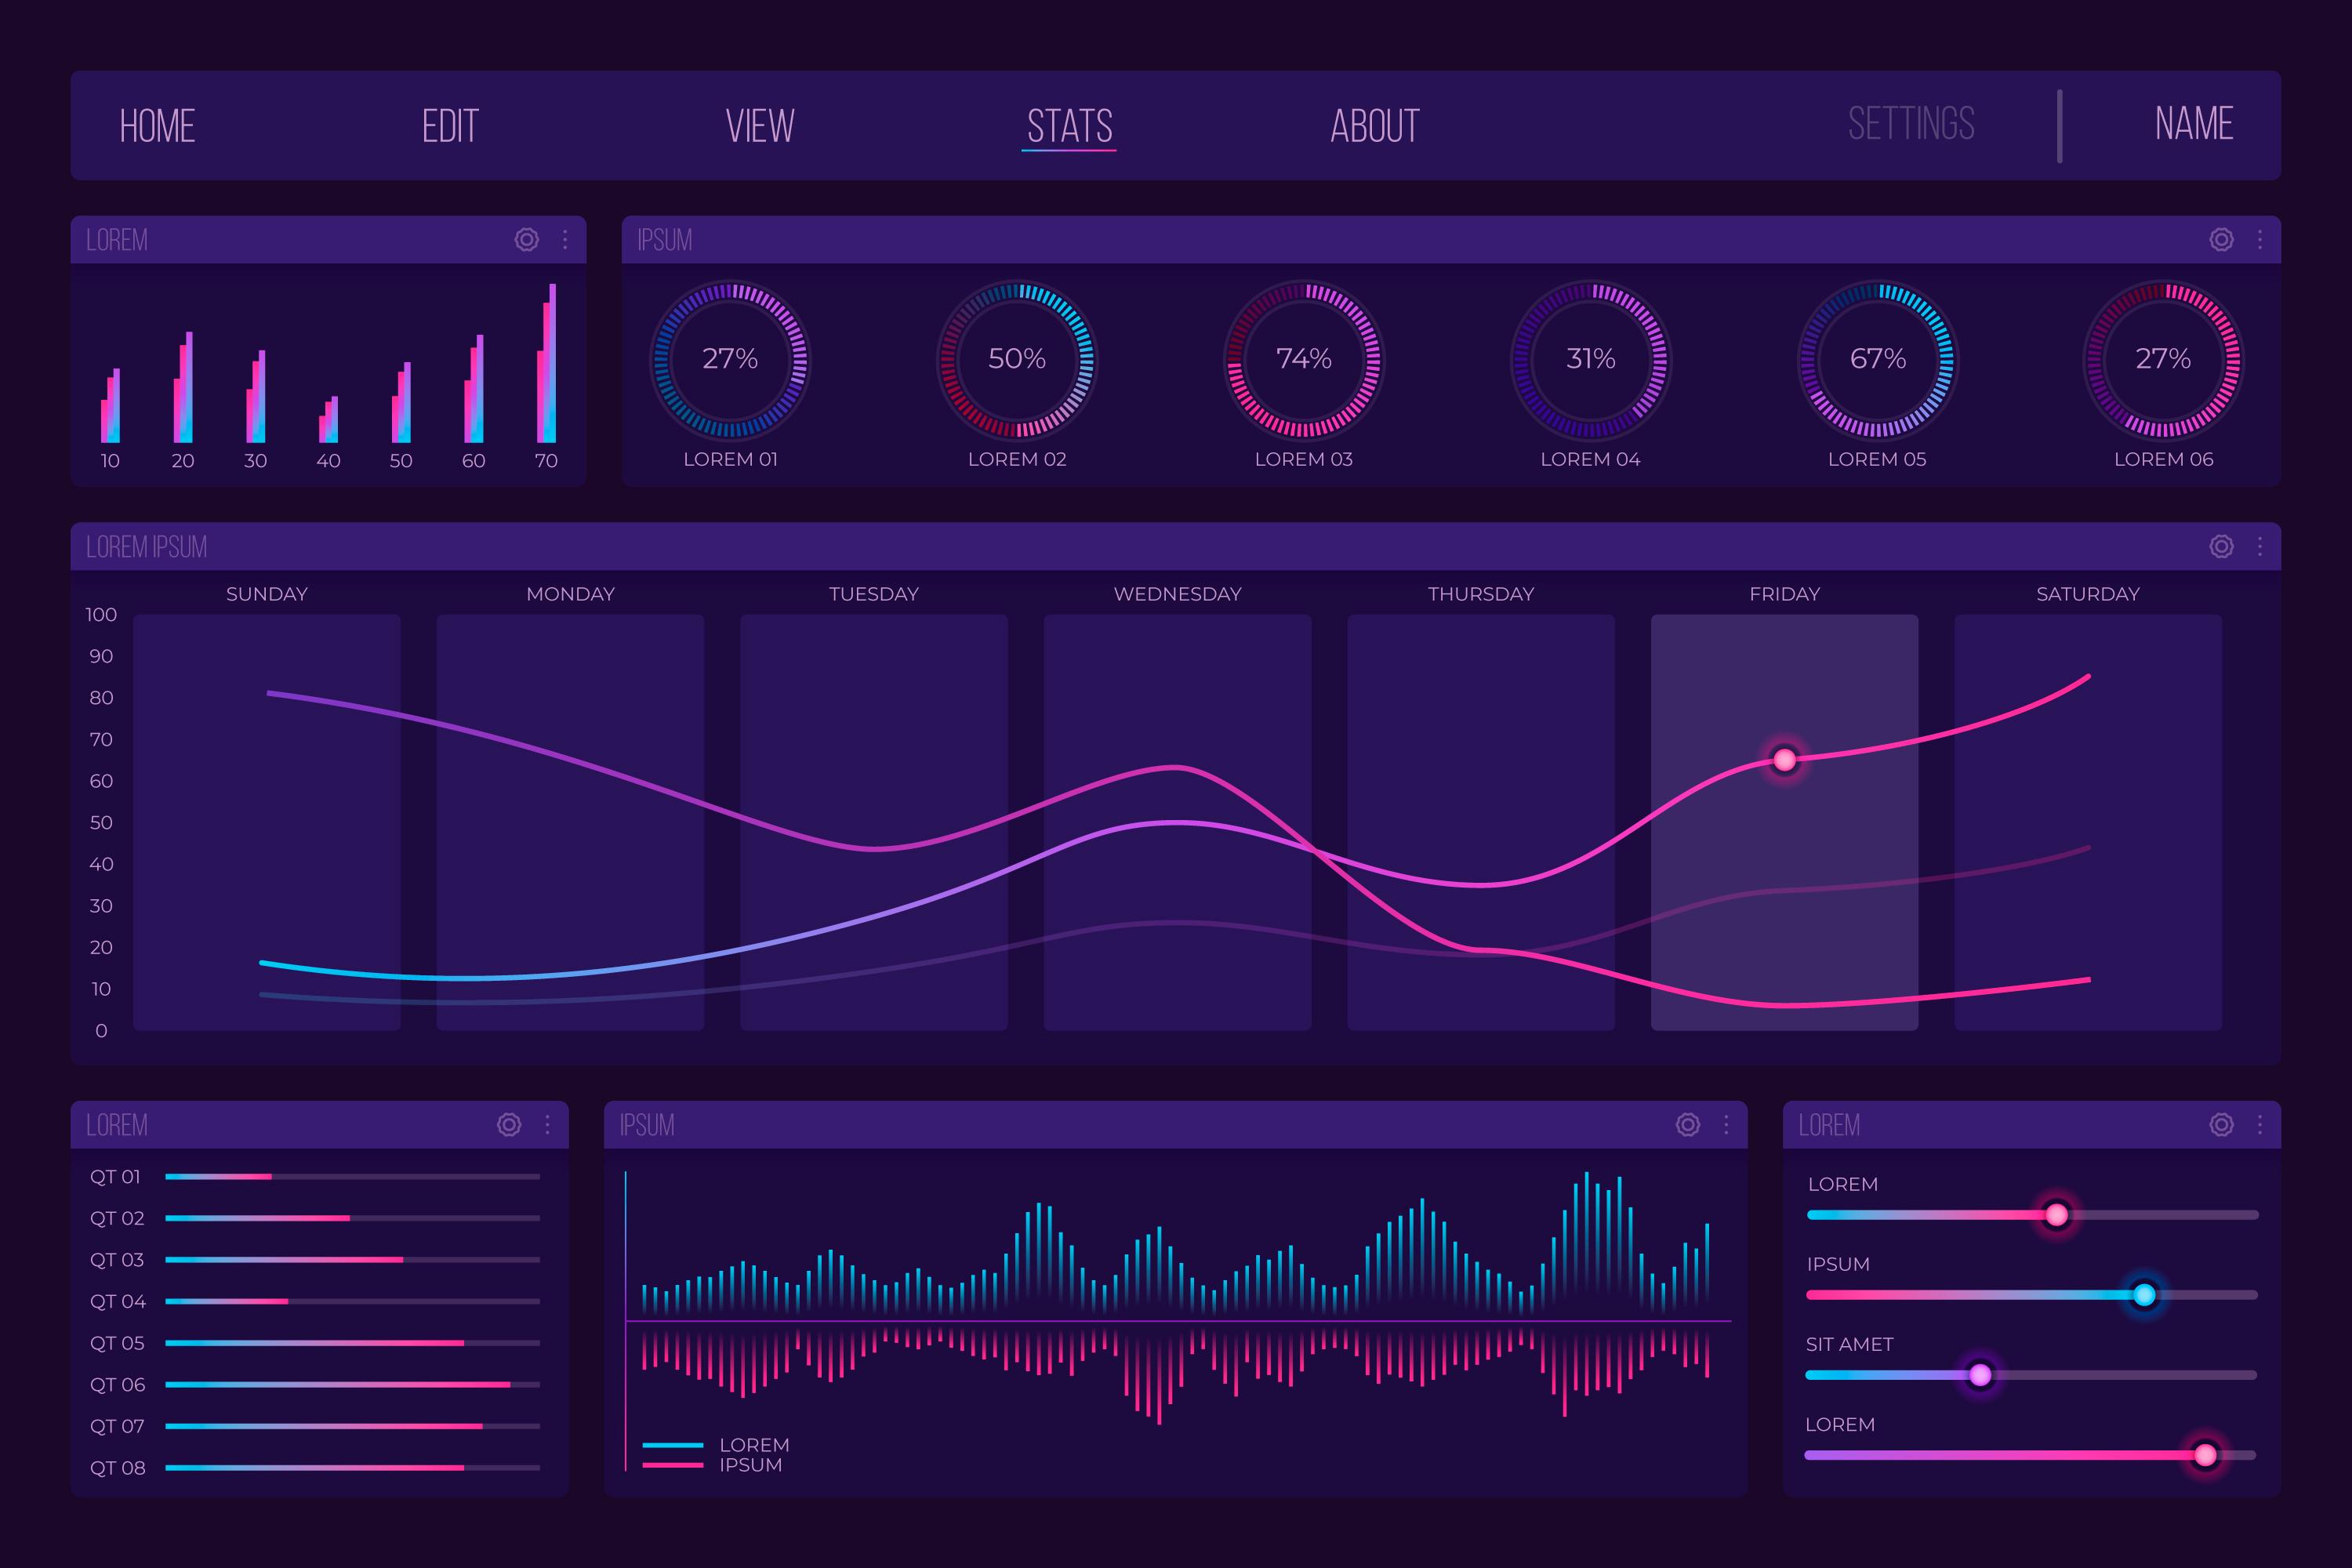 HOME EDIT VIEW STATS ABOUT SETTINGS NAME
LOREM
10 20 30 40 50 60 70
IPSUM
27% 50% 74% 31% 67% 27%
LOREM 01 LOREM 02 LOREM 03 LOREM 04 LOREM 05 LOREM 06
LOREM IPSUM
SUNDAY MONDAY TUESDAY WEDNESDAY THURSDAY FRIDAY SATURDAY
100
90
80
70
60
50
40
30
20
10
0
LOREM
QT 01
QT 02
QT 03
QT 04
QT 05
QT 06
QT 07
QT 08
IPSUM
LOREM
IPSUM
LOREM
LOREM
IPSUM
SIT AMET
LOREM